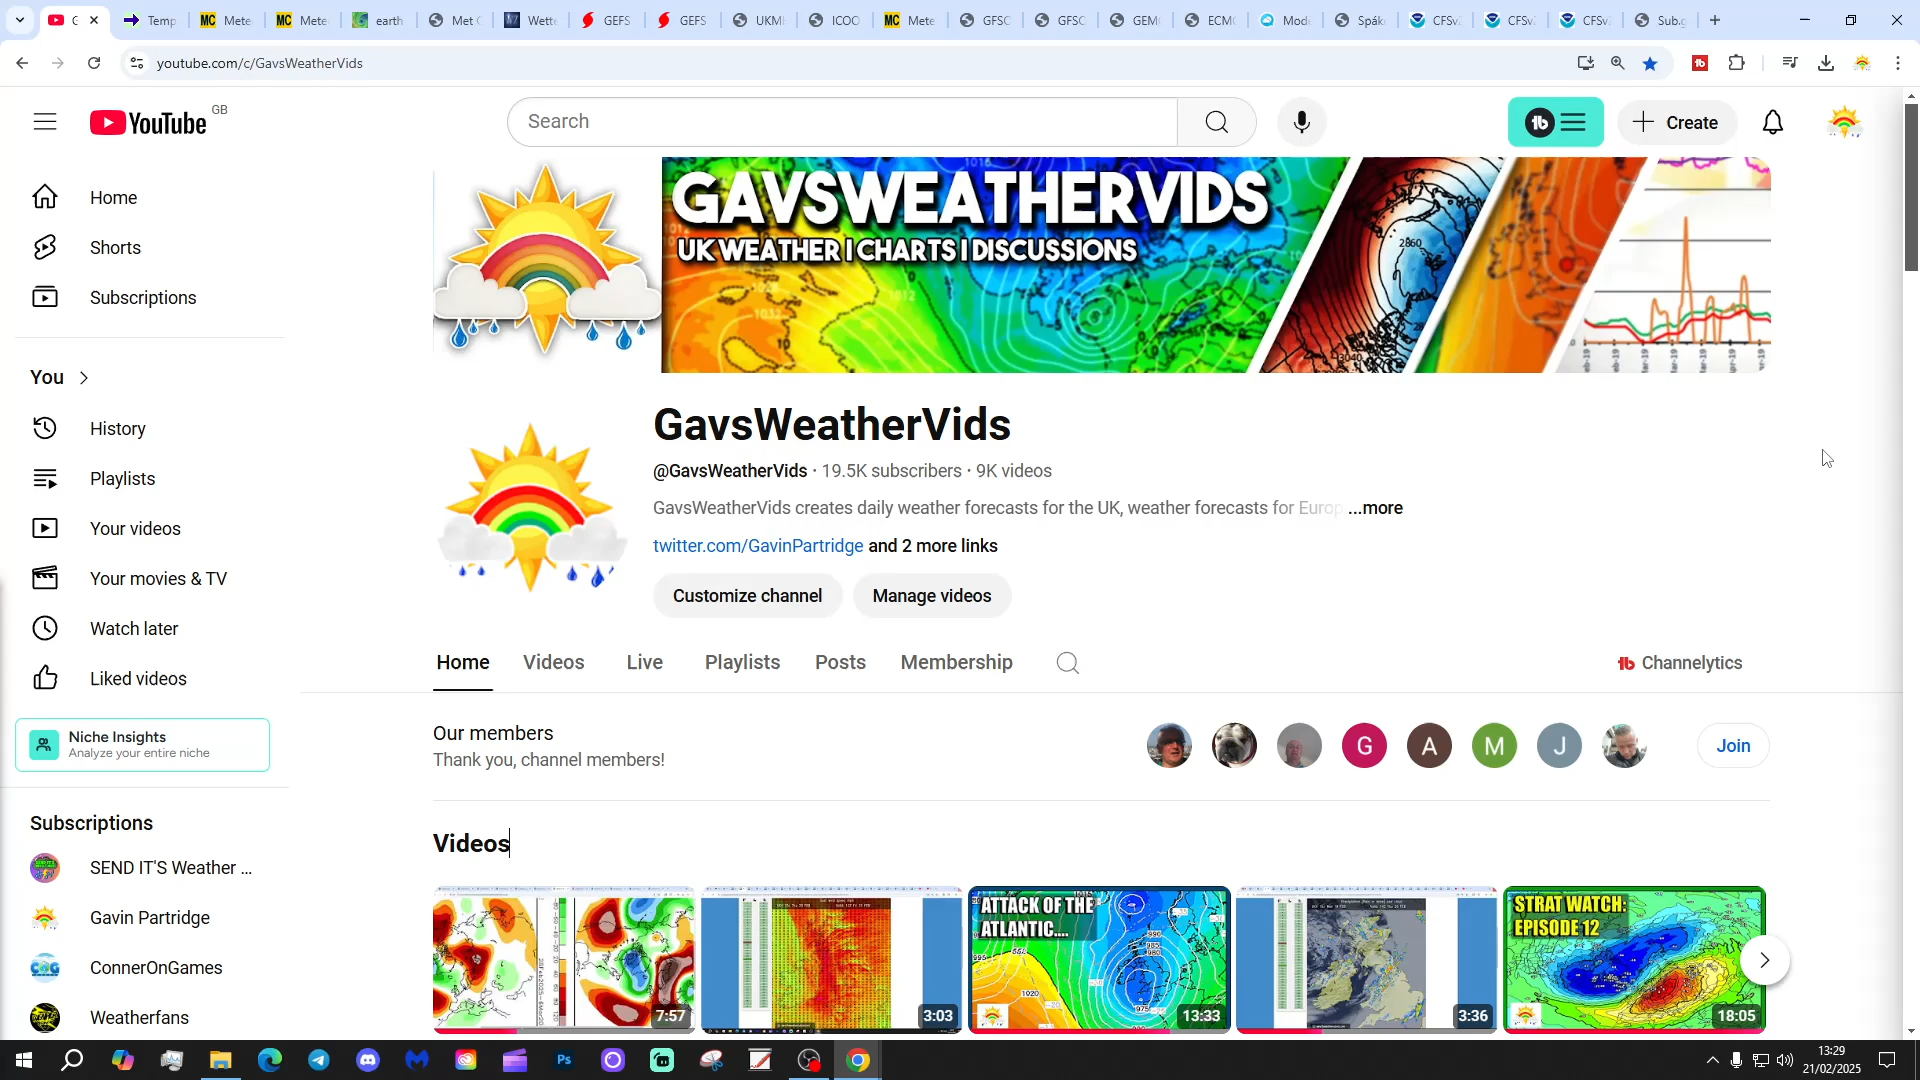 Temp
Mete
Mete
earth
Met
Wette
GEFS
GEFS
UKM
ICOO
Mete
GFSO
GFSO
GEM
ECM
Mode
Spák
CFSv
CFSv
CFSv
Sub.g
youtube.com/c/GavsWeatherVids
YouTube GB
Search
Create
Home
Shorts
Subscriptions
You
History
Playlists
Your videos
Your movies & TV
Watch later
Liked videos
Niche Insights
Analyze your entire niche
Subscriptions
SEND IT'S Weather ...
Gavin Partridge
ConnerOnGames
Weatherfans
GAVSWEATHERVIDS
UK WEATHER | CHARTS | DISCUSSIONS
GavsWeatherVids
@GavsWeatherVids · 19.5K subscribers · 9K videos
GavsWeatherVids creates daily weather forecasts for the UK, weather forecasts for Europ ...more
twitter.com/GavinPartridge and 2 more links
Customize channel
Manage videos
Home
Videos
Live
Playlists
Posts
Membership
Channelytics
Our members
Thank you, channel members!
G
A
M
J
Join
Videos
7:57
3:03
ATTACK OF THE
ATLANTIC....
13:33
3:36
STRAT WATCH:
EPISODE 12
18:05
13:29
21/02/2025